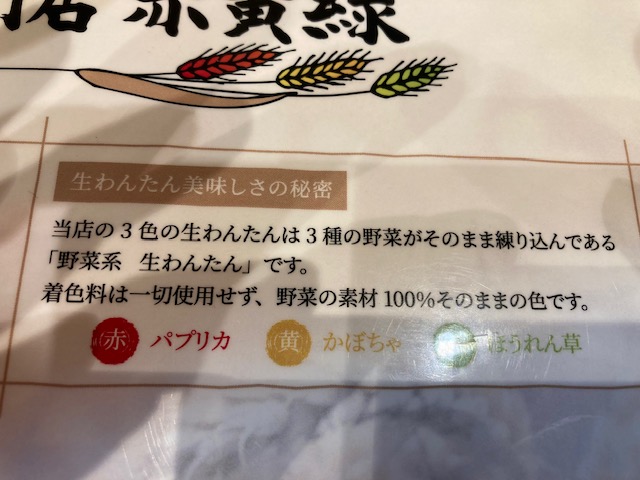 店 赤黄緑
生わんたん美味しさの秘密
当店の3色の生わんたんは3種の野菜がそのまま練り込んである
「野菜系 生わんたん」です。
着色料は一切使用せず、野菜の素材100%そのままの色です。
赤 パプリカ 黄 かぼちゃ ほうれん草